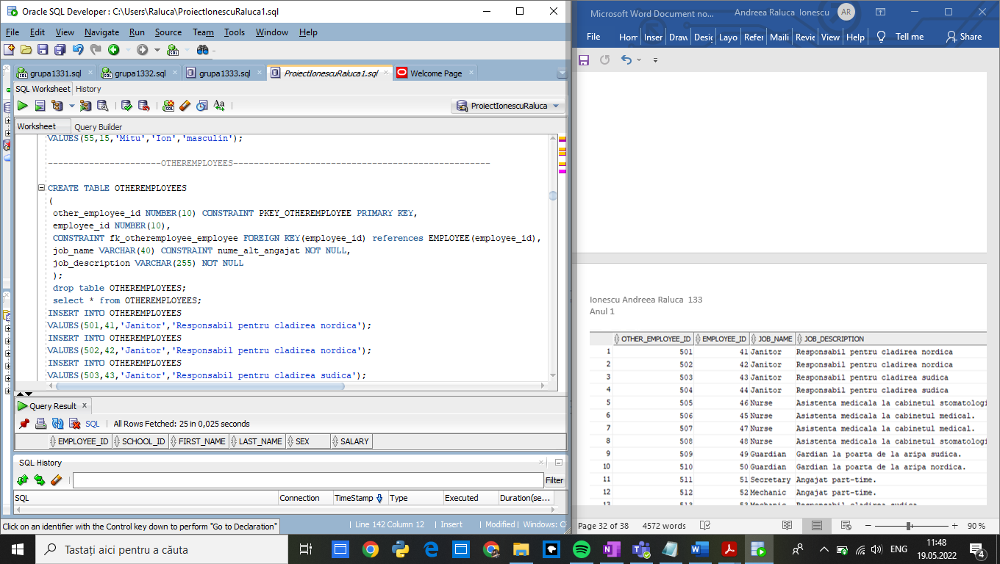 Oracle SQL Developer : C:\Users\Raluca\ProiectIonescuRaluca1.sql
File Edit View Navigate Run Source Team Tools Window Help
grupa1331.sql grupa1332.sql grupa1333.sql ProiectIonescuRaluca1.sql Welcome Page
SQL Worksheet History
ProiectIonescuRaluca
Worksheet Query Builder
VALUES(55,15,'Mitu','Ion','masculin');
----------------------OTHEREMPLOYEES--------------------------------------------------
CREATE TABLE OTHEREMPLOYEES
(
other_employee_id NUMBER(10) CONSTRAINT PKEY_OTHEREMPLOYEE PRIMARY KEY,
employee_id NUMBER(10),
CONSTRAINT fk_otheremployee_employee FOREIGN KEY(employee_id) references EMPLOYEE(employee_id),
job_name VARCHAR(40) CONSTRAINT nume_alt_angajat NOT NULL,
job_description VARCHAR(255) NOT NULL
);
drop table OTHEREMPLOYEES;
select * from OTHEREMPLOYEES;
INSERT INTO OTHEREMPLOYEES
VALUES(501,41,'Janitor','Responsabil pentru cladirea nordica');
INSERT INTO OTHEREMPLOYEES
VALUES(502,42,'Janitor','Responsabil pentru cladirea nordica');
INSERT INTO OTHEREMPLOYEES
VALUES(503,43,'Janitor','Responsabil pentru cladirea sudica');
Query Result x
SQL | All Rows Fetched: 25 in 0,025 seconds
EMPLOYEE_ID SCHOOL_ID FIRST_NAME LAST_NAME SEX SALARY
SQL History
Filter
SQL Connection TimeStamp Type Executed Duration(se...
Click on an identifier with the Control key down to perform "Go to Declaration"
| Line 142 Column 12 | Insert | Modified | Windows: C
Microsoft Word Document no... Andreea Raluca Ionescu AR
File Hom Inser Draw Desig Layo Refer Maili Revie View Help Tell me Share
Ionescu Andreea Raluca 133
Anul 1
OTHER_EMPLOYEE_ID EMPLOYEE_ID JOB_NAME JOB_DESCRIPTION
1 501 41 Janitor Responsabil pentru cladirea nordica
2 502 42 Janitor Responsabil pentru cladirea nordica
3 503 43 Janitor Responsabil pentru cladirea sudica
4 504 44 Janitor Responsabil pentru cladirea sudica
5 505 46 Nurse Asistenta medicala la cabinetul stomatologi
6 506 45 Nurse Asistenta medicala la cabinetul medical.
7 507 47 Nurse Asistenta medicala la cabinetul medical.
8 508 48 Nurse Asistenta medicala la cabinetul stomatologi
9 509 49 Guardian Gardian la poarta de la aripa sudica.
10 510 50 Guardian Gardian la poarta de la aripa nordica.
11 511 51 Secretary Angajat part-time.
12 512 52 Mechanic Angajat part-time.
13 513 53 Mechanic Responsabil cladirea sudica
Page 32 of 38 4572 words 90 %
Tastați aici pentru a căuta
ENG
11:48
19.05.2022
4